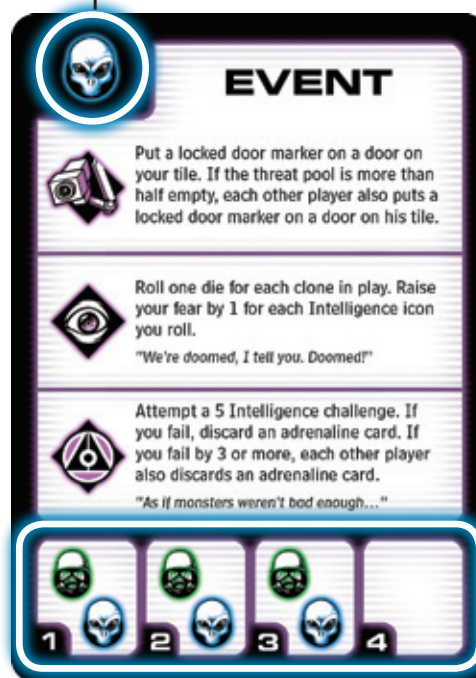 EVENT
Put a locked door marker on a door on
your tile. If the threat pool is more than
half empty, each other player also puts a
locked door marker on a door on his tile.
Roll one die for each clone in play. Raise
your fear by 1 for each Intelligence icon
you roll.
"We're doomed, I tell you. Doomed!"
Attempt a 5 Intelligence challenge. If
you fail, discard an adrenaline card. If
you fail by 3 or more, each other player
also discards an adrenaline card.
"As if monsters weren't bad enough..."
1 2 3 4